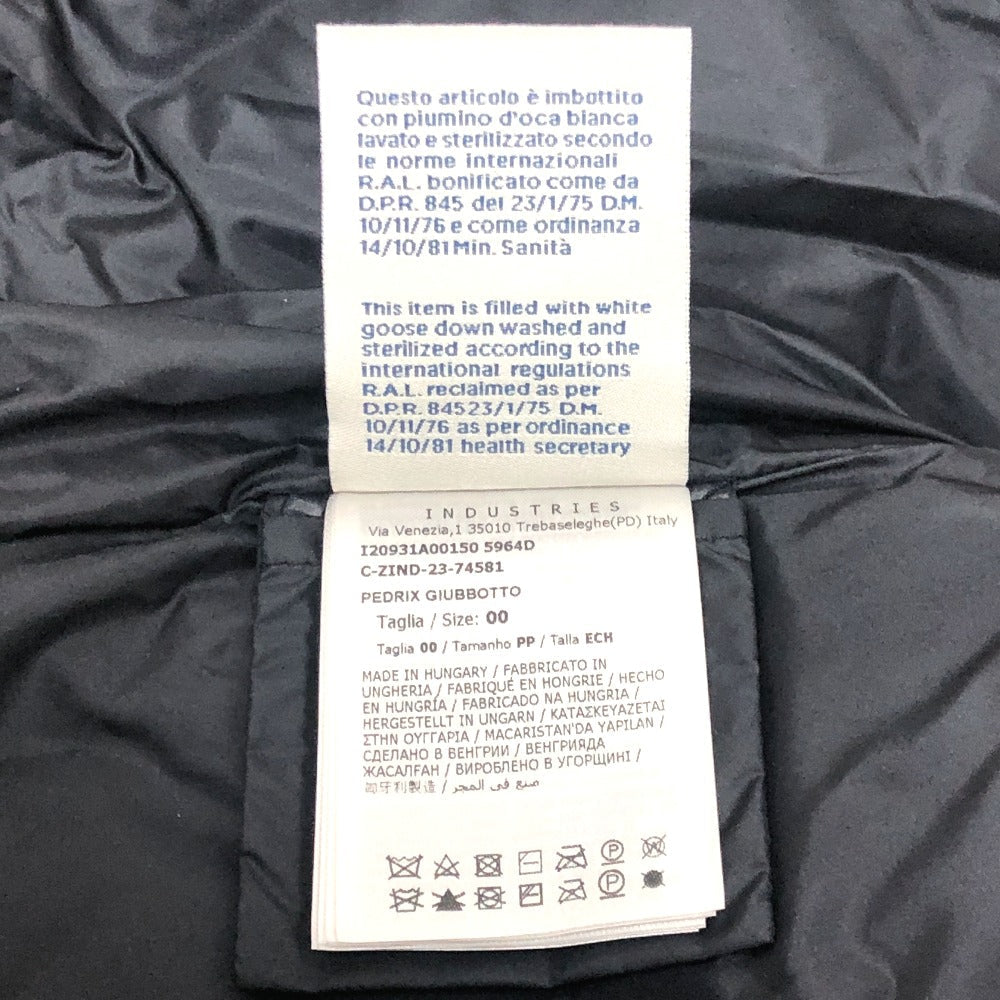 Questo articolo è imbottito
con piumino d'oca bianca
lavato e sterilizzato secondo
le norme internazionali
R.A.L. bonificato come da
D.P.R. 845 del 23/1/75 D.M.
10/11/76 e come ordinanza
14/10/81 Min. Sanità
This item is filled with white
goose down washed and
sterilized according to the
international regulations
R.A.L. reclaimed as per
D.P.R. 84523/1/75 D.M.
10/11/76 as per ordinance
14/10/81 health secretary
INDUSTRIES
Via Venezia,1 35010 Trebaseleghe(PD) Italy
I20931A00150 5964D
C-ZIND-23-74581
PEDRIX GIUBBOTTO
Taglia / Size: 00
Taglia 00 / Tamanho PP / Talla ECH
MADE IN HUNGARY / FABBRICATO IN
UNGHERIA / FABRIQUÉ EN HONGRIE / HECHO
EN HUNGRÍA / FABRICADO NA HUNGRIA /
HERGESTELLT IN UNGARN / ΚΑΤΑΣΚΕΥΑΖΕΤΑΙ
ΣΤΗΝ ΟΥΓΓΑΡΙΑ / MACARISTAN'DA YAPILAN /
СДЕЛАНО В ВЕНГРИИ / ВЕНГРИЯДА
ЖАСАЛҒАН / ВИРОБЛЕНО В УГОРЩИНІ /
匈牙利製造 / صنع في المجر
P
W
P